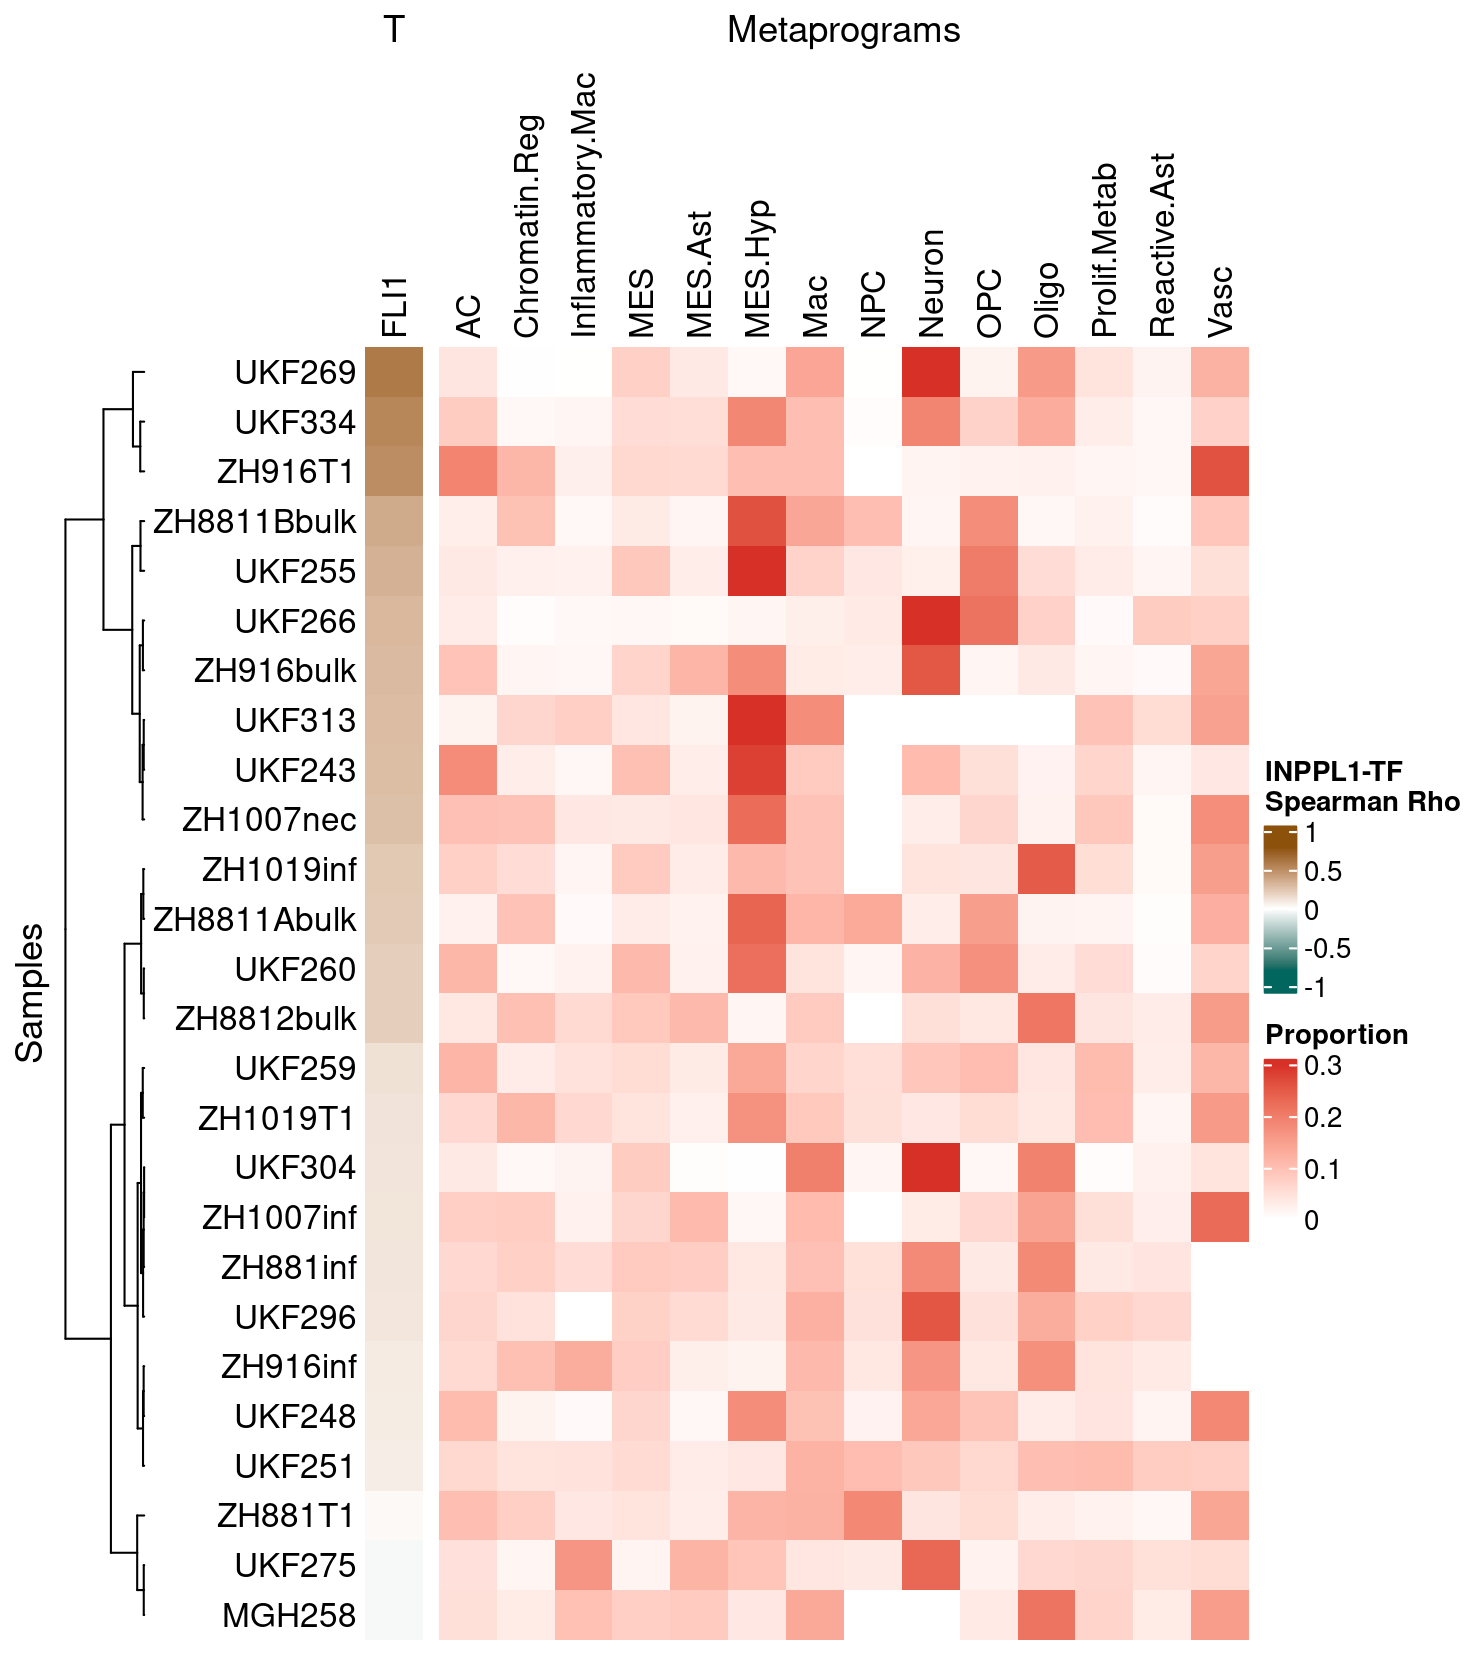 T
Metaprograms
FLI1
AC
Chromatin.Reg
Inflammatory.Mac
MES
MES.Ast
MES.Hyp
Mac
NPC
Neuron
OPC
Oligo
Prolif.Metab
Reactive.Ast
Vasc
Samples
UKF269
UKF334
ZH916T1
ZH8811Bbulk
UKF255
UKF266
ZH916bulk
UKF313
UKF243
ZH1007nec
ZH1019inf
ZH8811Abulk
UKF260
ZH8812bulk
UKF259
ZH1019T1
UKF304
ZH1007inf
ZH881inf
UKF296
ZH916inf
UKF248
UKF251
ZH881T1
UKF275
MGH258
INPPL1-TF
Spearman Rho
1
0.5
0
-0.5
-1
Proportion
0.3
0.2
0.1
0